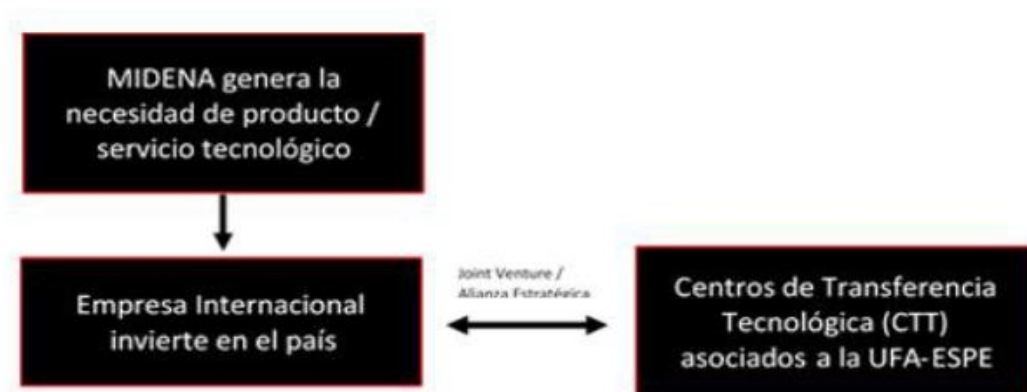 MIDENA genera la
necesidad de producto /
servicio tecnológico
Joint Venture /
Alianza Estratégica
Empresa Internacional
invierte en el país
Centros de Transferencia
Tecnológica (CTT)
asociados a la UFA-ESPE